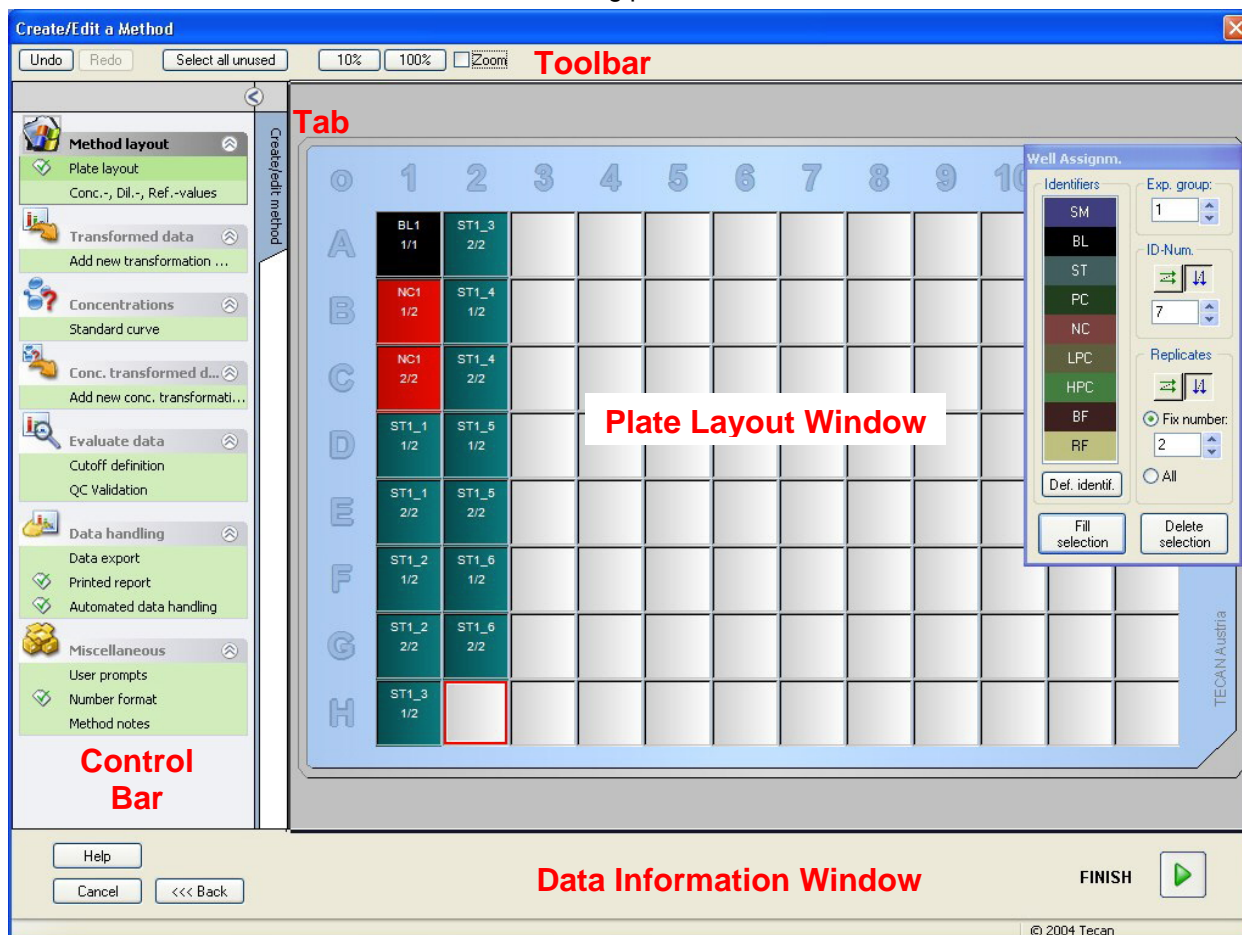 Create/Edit a Method
Undo Redo Select all unused 10% 100% Zoom Toolbar
Tab
Create/edit method
Method layout
Plate layout
Conc.-, Dil.-, Ref.-values
Transformed data
Add new transformation ...
Concentrations
Standard curve
Conc. transformed d...
Add new conc. transformati...
Evaluate data
Cutoff definition
QC Validation
Data handling
Data export
Printed report
Automated data handling
Miscellaneous
User prompts
Number format
Method notes
Control
Bar
o 1 2 3 4 5 6 7 8 9 10
A
BL1 ST1_3
1/1 2/2
B
NC1 ST1_4
1/2 1/2
C
NC1 ST1_4
2/2 2/2
D
ST1_1 ST1_5
1/2 1/2
E
ST1_1 ST1_5
2/2 2/2
F
ST1_2 ST1_6
1/2 1/2
G
ST1_2 ST1_6
2/2 2/2
H
ST1_3
1/2
Plate Layout Window
Well Assignm.
Identifiers
SM
BL
ST
PC
NC
LPC
HPC
BF
RF
Def. identif.
Exp. group:
1
ID-Num.
7
Replicates
Fix number:
2
All
Fill
selection
Delete
selection
TECAN Austria
Help
Cancel <<< Back
Data Information Window
FINISH
© 2004 Tecan